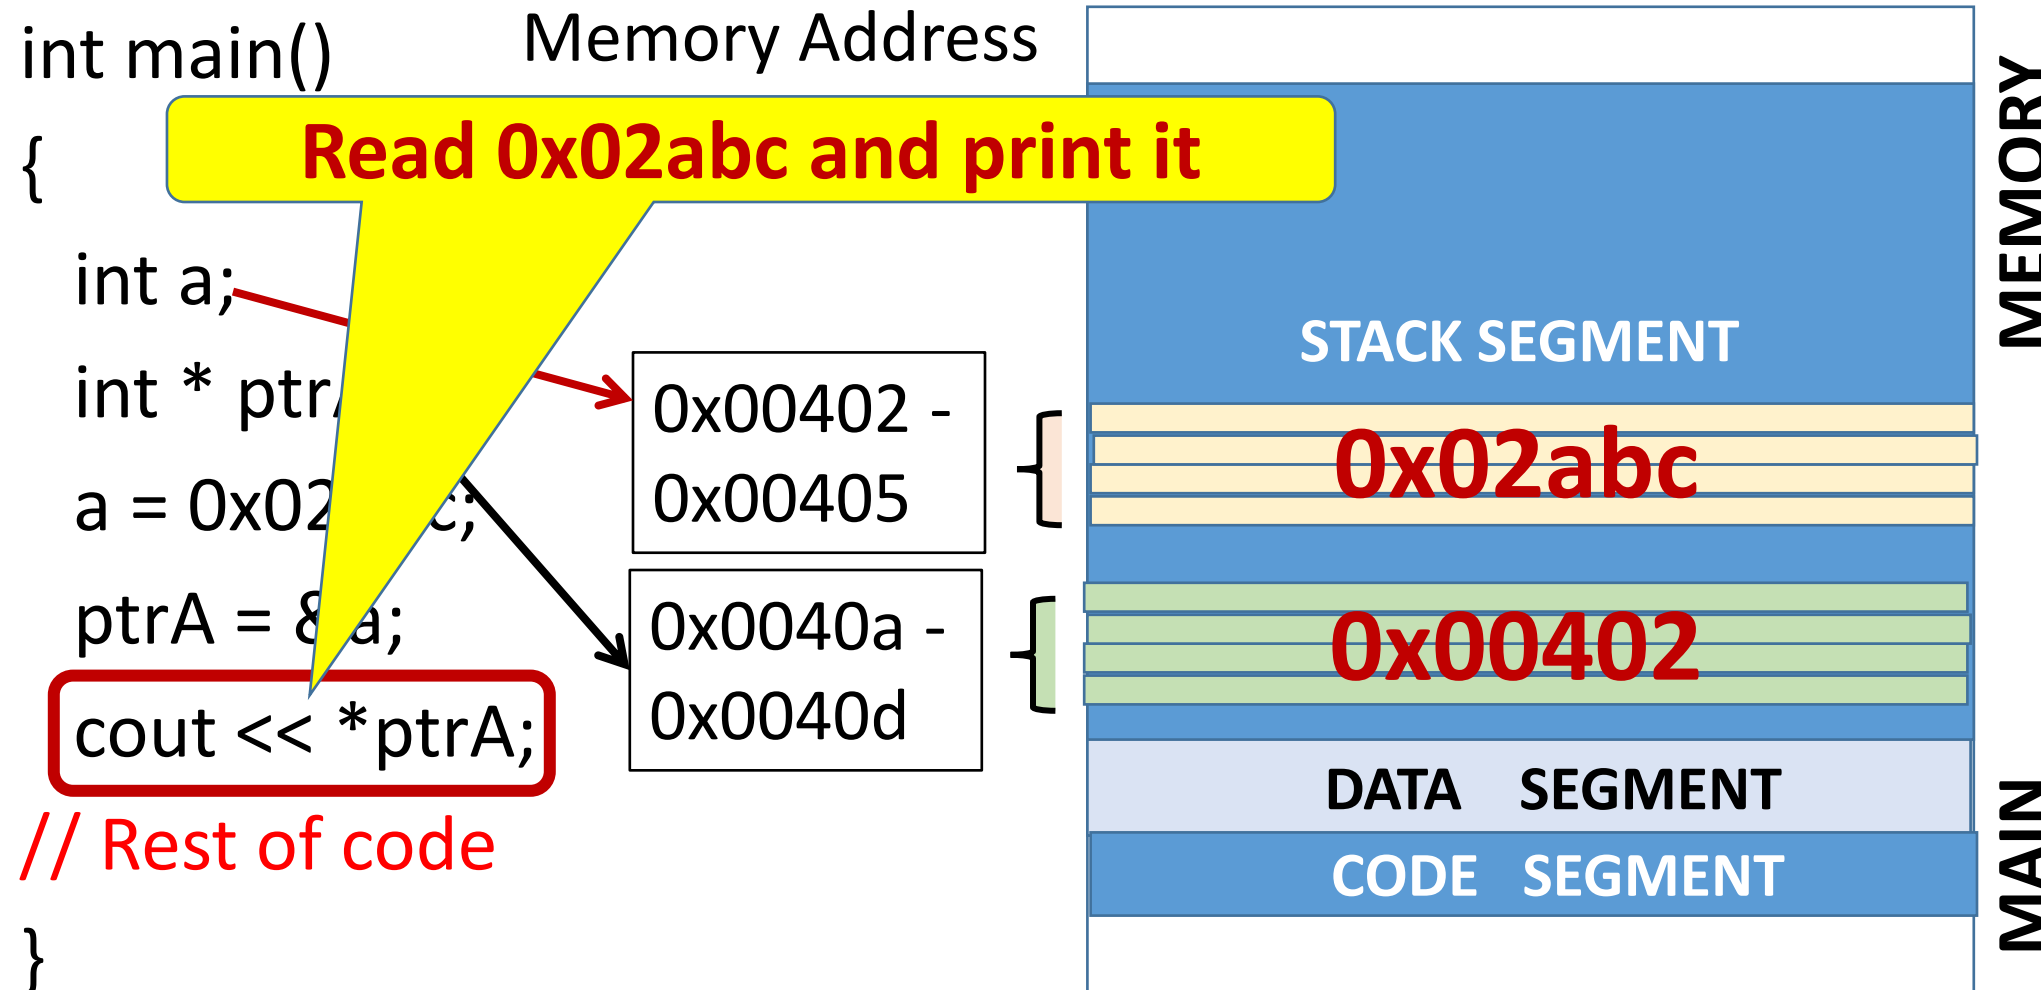 int main()
Memory Address
{
Read 0x02abc and print it
int a;
int * ptr
a = 0x02 c;
ptrA = &a;
cout << *ptrA;
// Rest of code
}
0x00402 -
0x00405
0x0040a -
0x0040d
STACK SEGMENT
0x02abc
0x00402
DATA SEGMENT
CODE SEGMENT
MAIN MEMORY